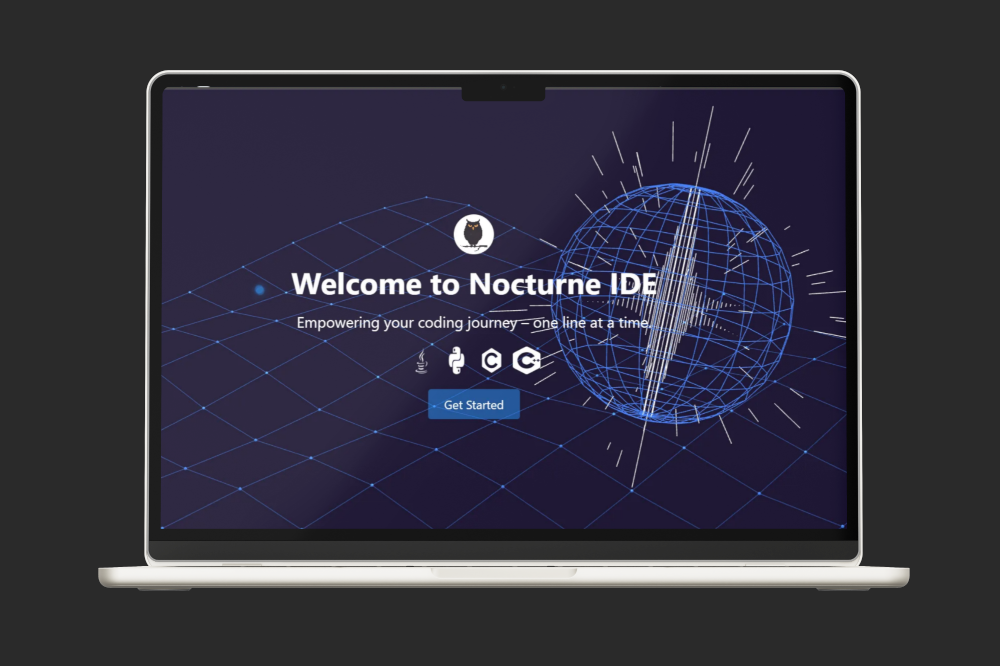 Welcome to Nocturne IDE
Empowering your coding journey – one line at a time.
Get Started